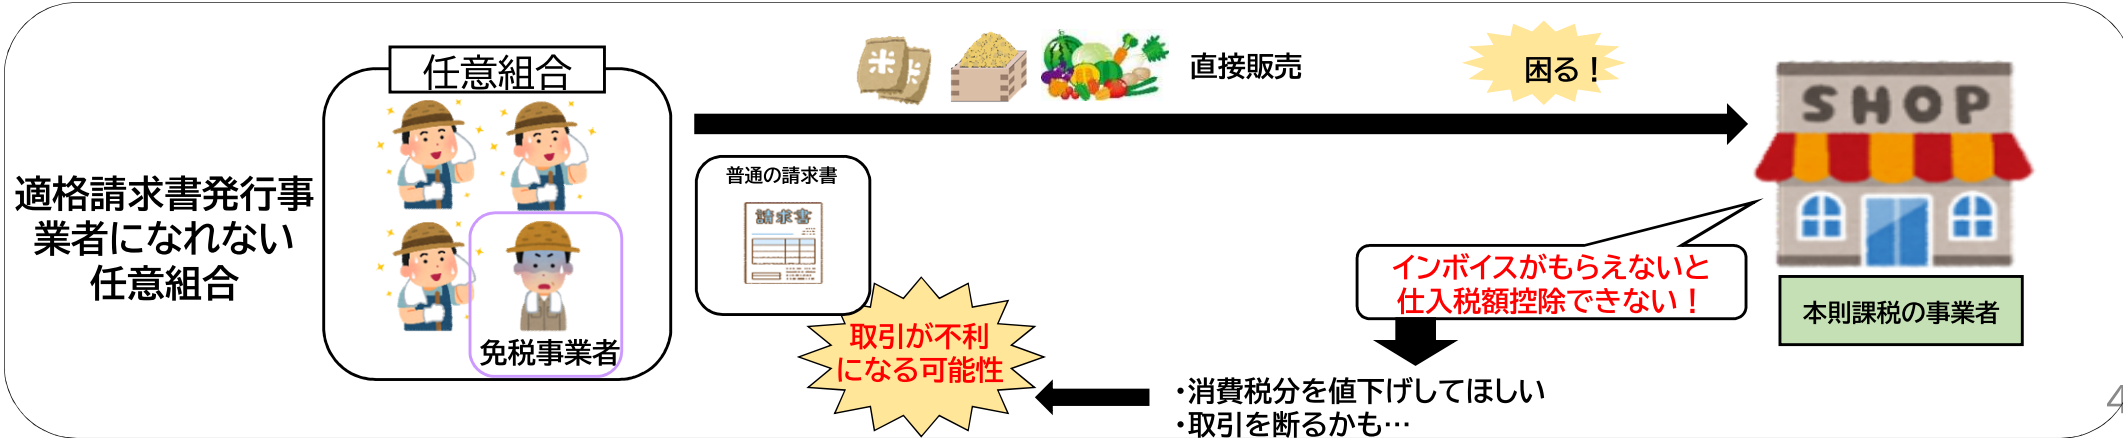 任意組合
米
米
直接販売
困る！
SHOP
適格請求書発行事
業者になれない
任意組合
普通の請求書
請求書
免税事業者
取引が不利
になる可能性
インボイスがもらえないと
仕入税額控除できない！
本則課税の事業者
・消費税分を値下げしてほしい
・取引を断るかも…
4